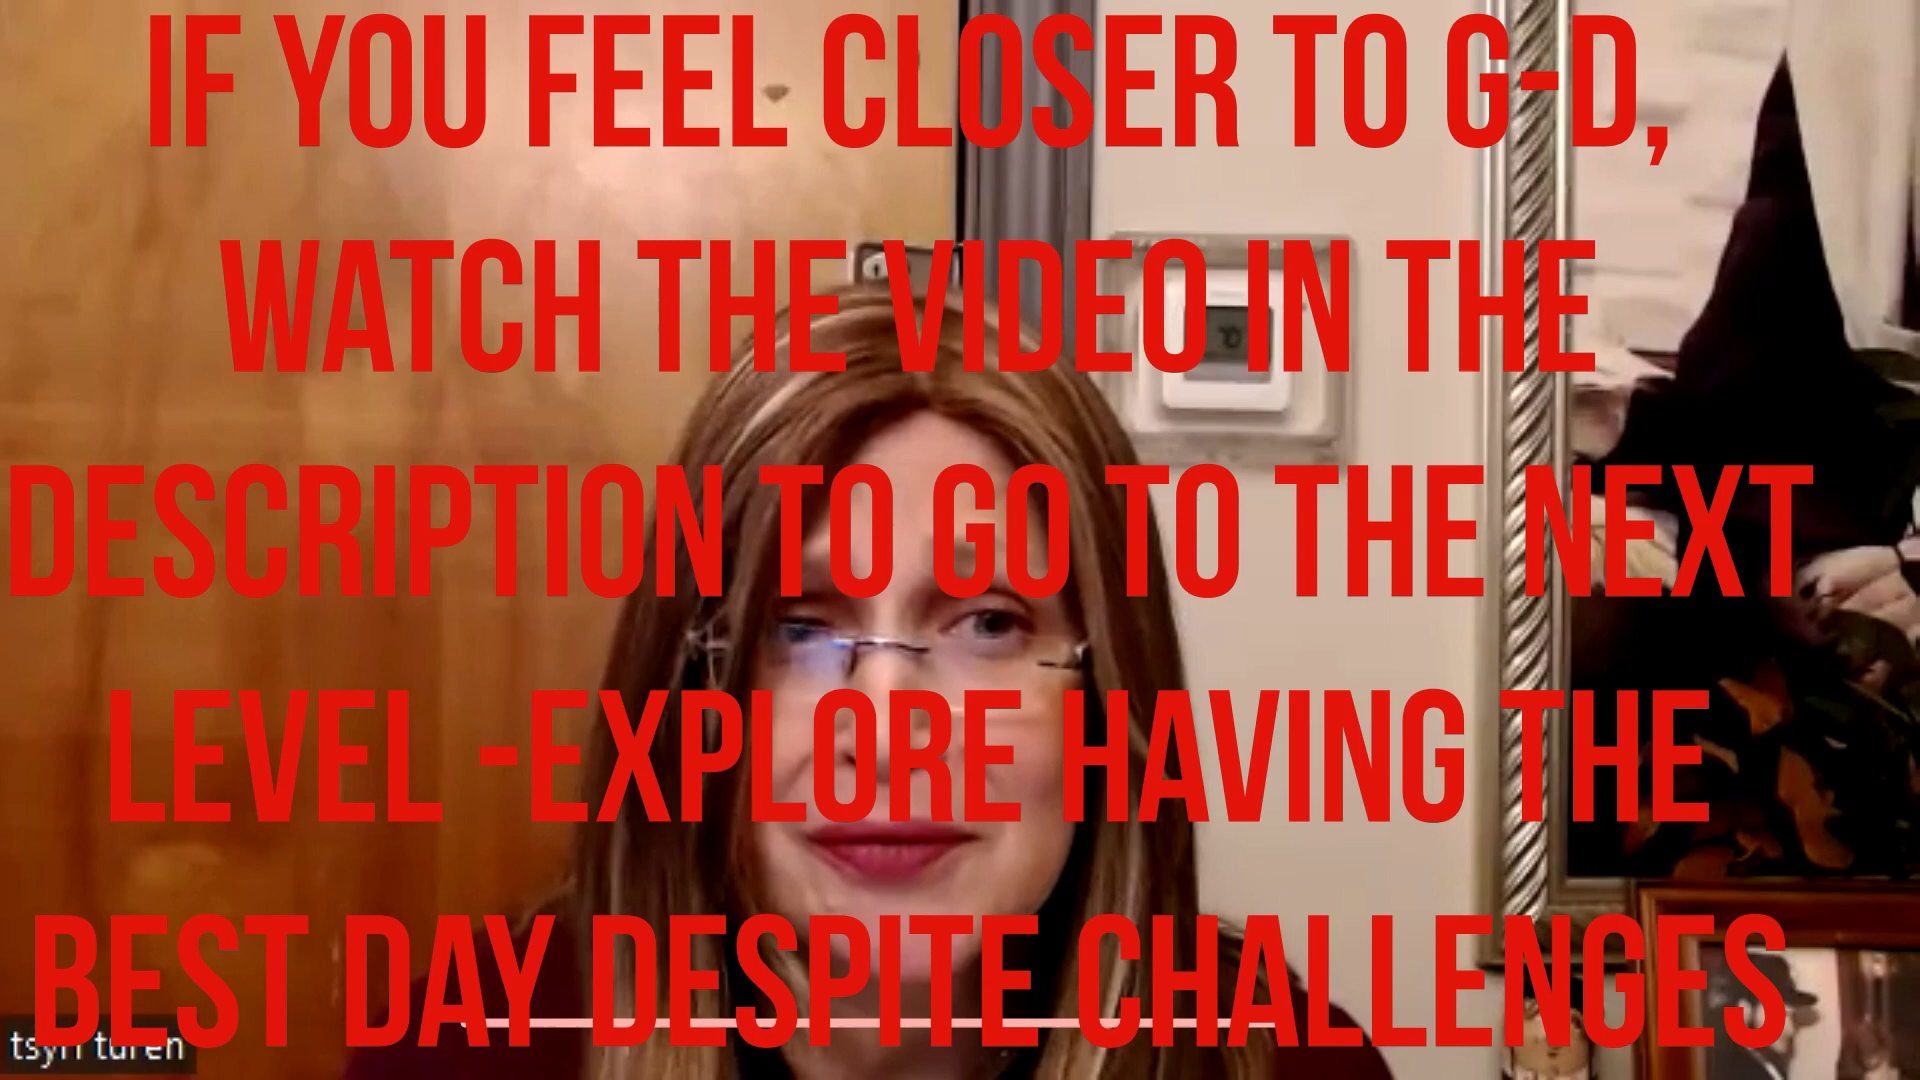 IF YOU FEEL CLOSER TO G-D,
WATCH THE VIDEO IN THE
DESCRIPTION TO GO TO THE NEXT
LEVEL -EXPLORE HAVING THE
BEST DAY DESPITE CHALLENGES
turen